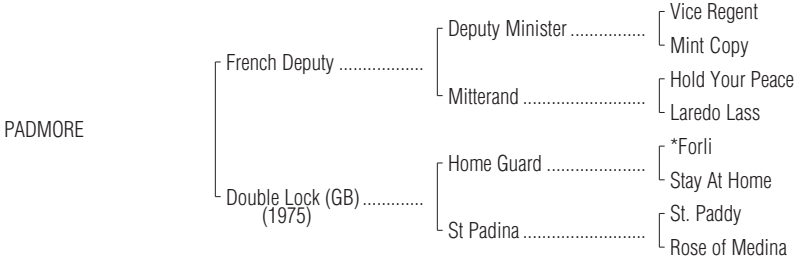 Vice Regent
Deputy Minister ................
Mint Copy
French Deputy ..................
Hold Your Peace
Mitterand ..........................
Laredo Lass
PADMORE
*Forli
Home Guard .....................
Stay At Home
Double Lock (GB) .............
(1975)
St. Paddy
St Padina ..........................
Rose of Medina